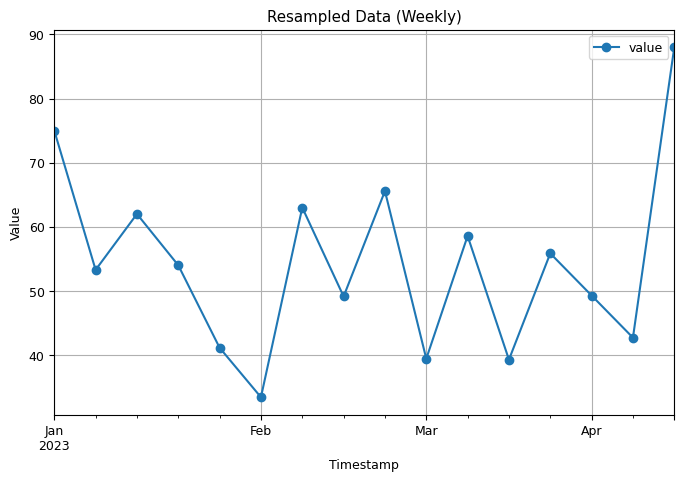 Resampled Data (Weekly)
value
90
80
70
60
50
40
Value
Jan
2023
Feb
Mar
Apr
Timestamp